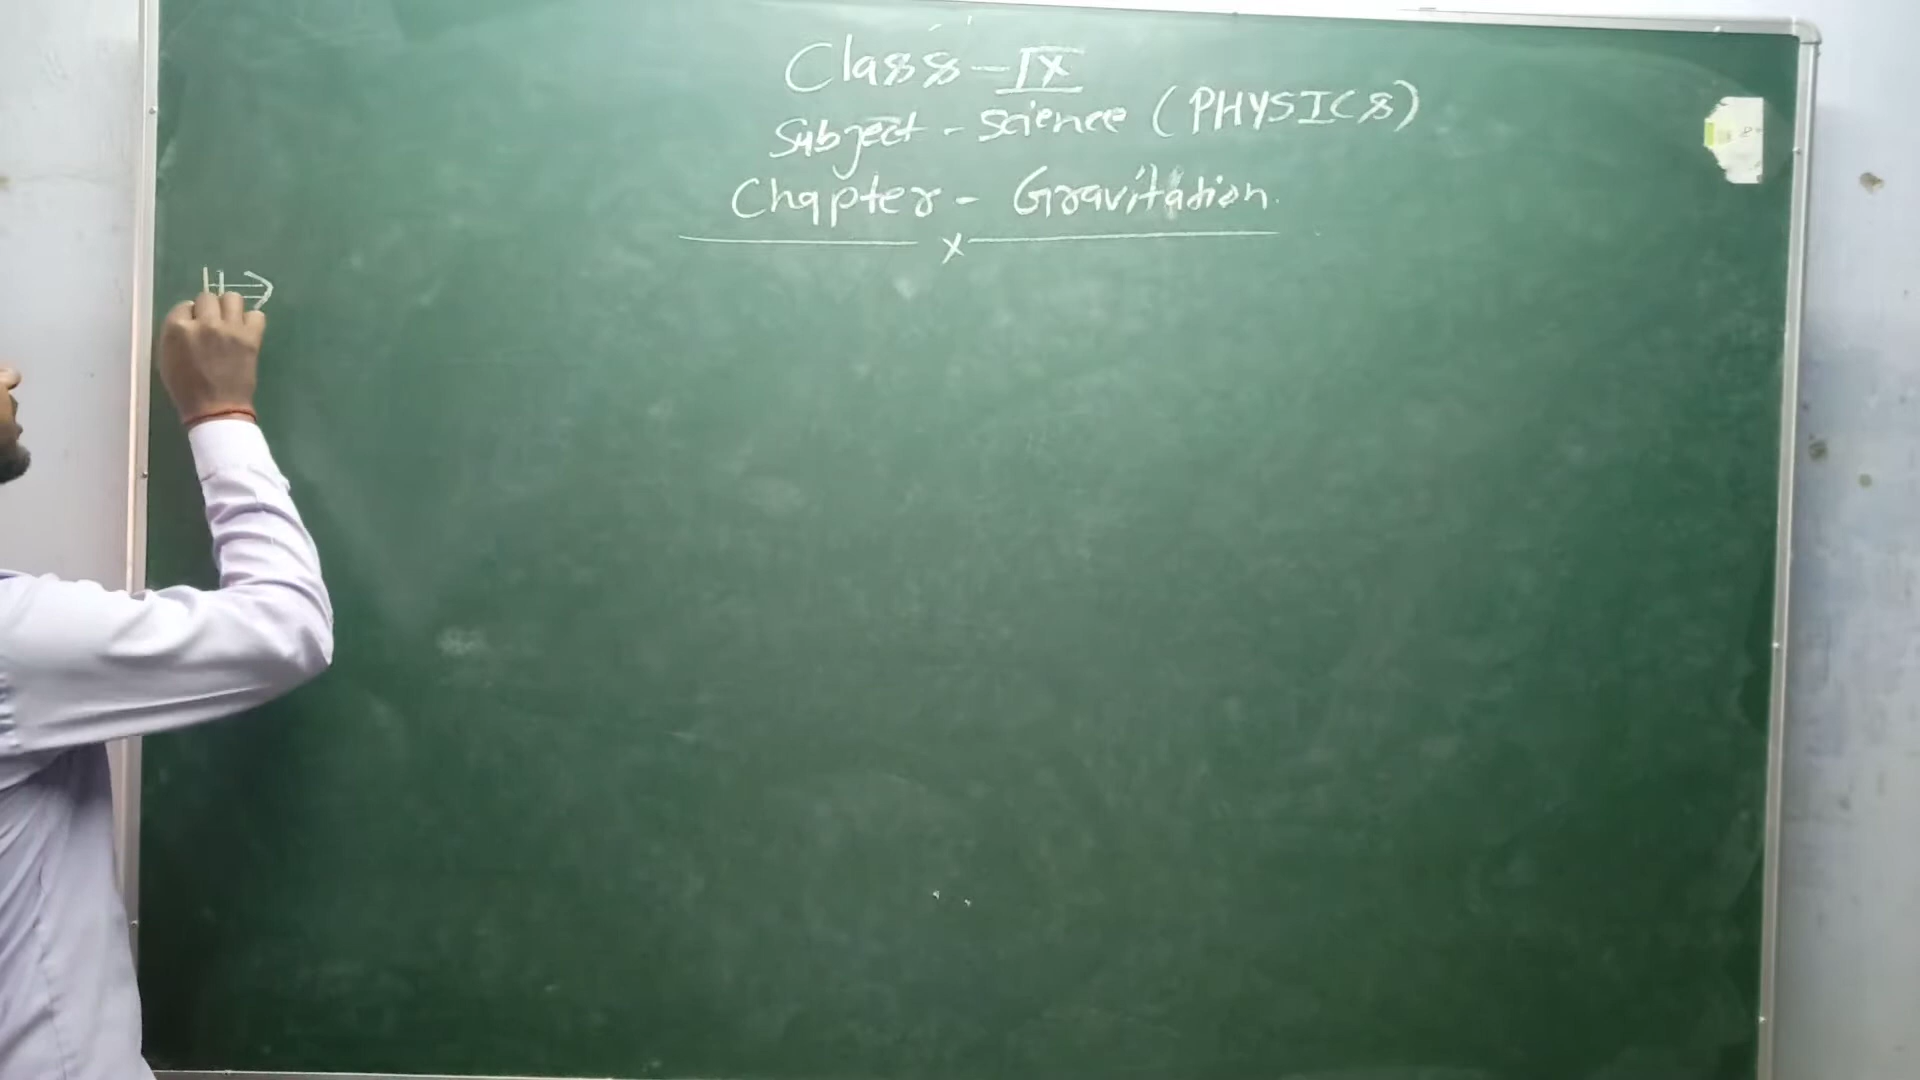 Class - IX
Subject - Science (PHYSICS)
Chapter - Gravitation.